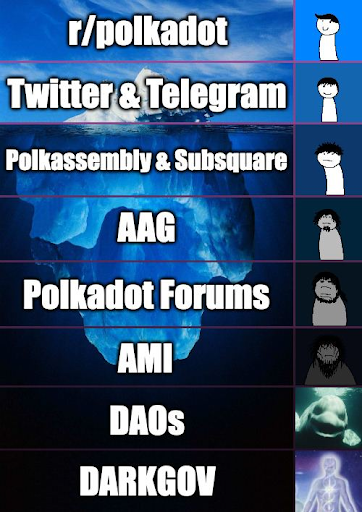 r/polkadot
Twitter & Telegram
Polkassembly & Subsquare
AAG
Polkadot Forums
AMI
DAOs
DARKGOV